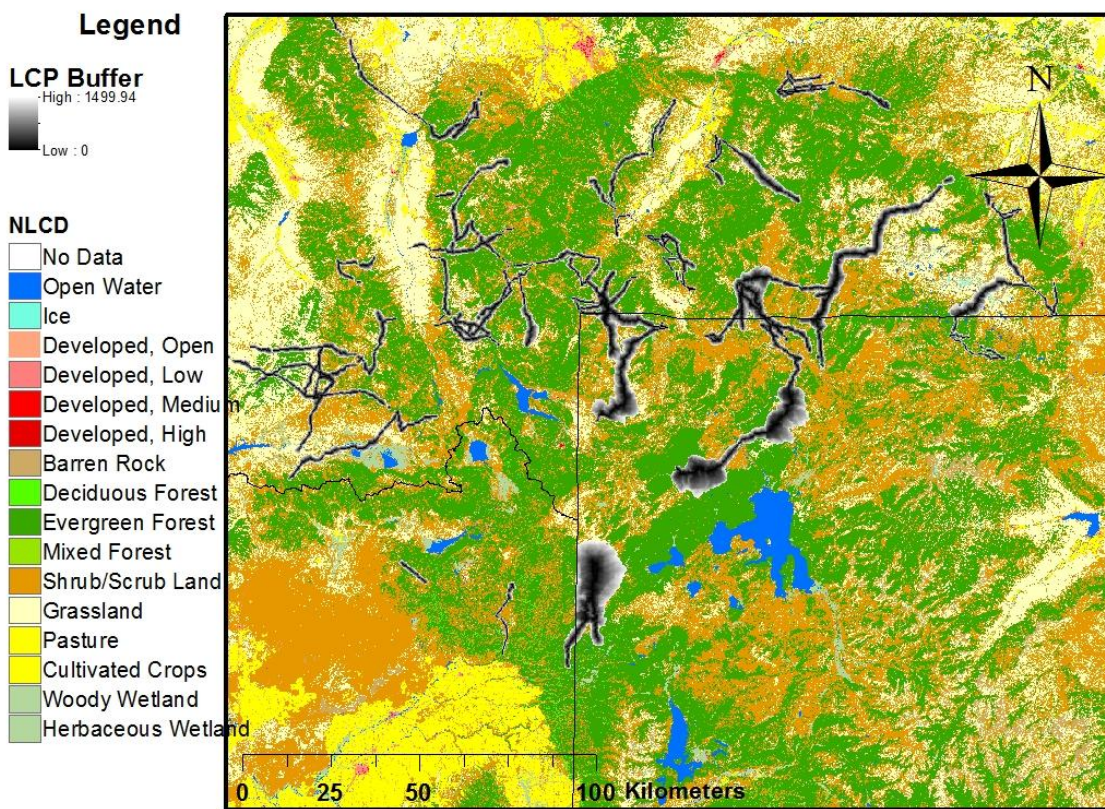 Legend
LCP Buffer
High : 1499.94
Low : 0
NLCD
No Data
Open Water
Ice
Developed, Open
Developed, Low
Developed, Medium
Developed, High
Barren Rock
Deciduous Forest
Evergreen Forest
Mixed Forest
Shrub/Scrub Land
Grassland
Pasture
Cultivated Crops
Woody Wetland
Herbaceous Wetland
N
0 25 50 100 Kilometers